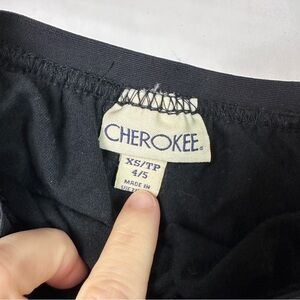 CHEROKEE
XS/TP
4/5
MADE IN